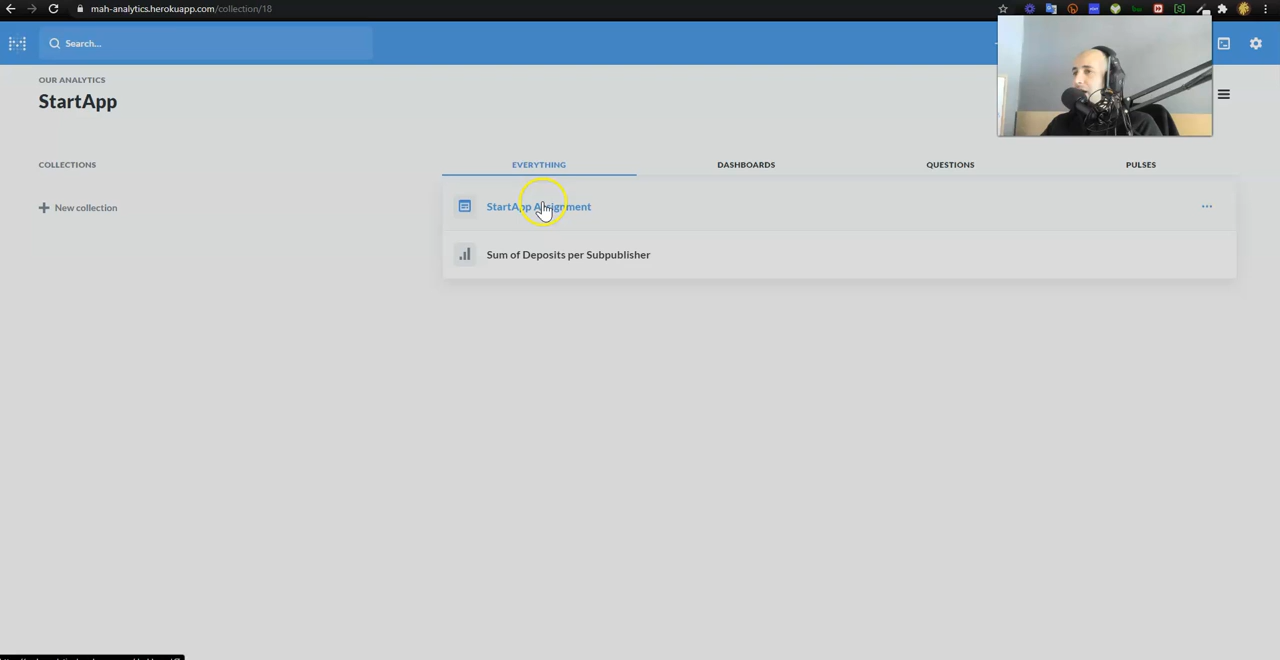 mah-analytics.herokuapp.com/collection/18
Search...
OUR ANALYTICS
StartApp
COLLECTIONS
EVERYTHING
DASHBOARDS
QUESTIONS
PULSES
New collection
StartApp Assignment
Sum of Deposits per Subpublisher